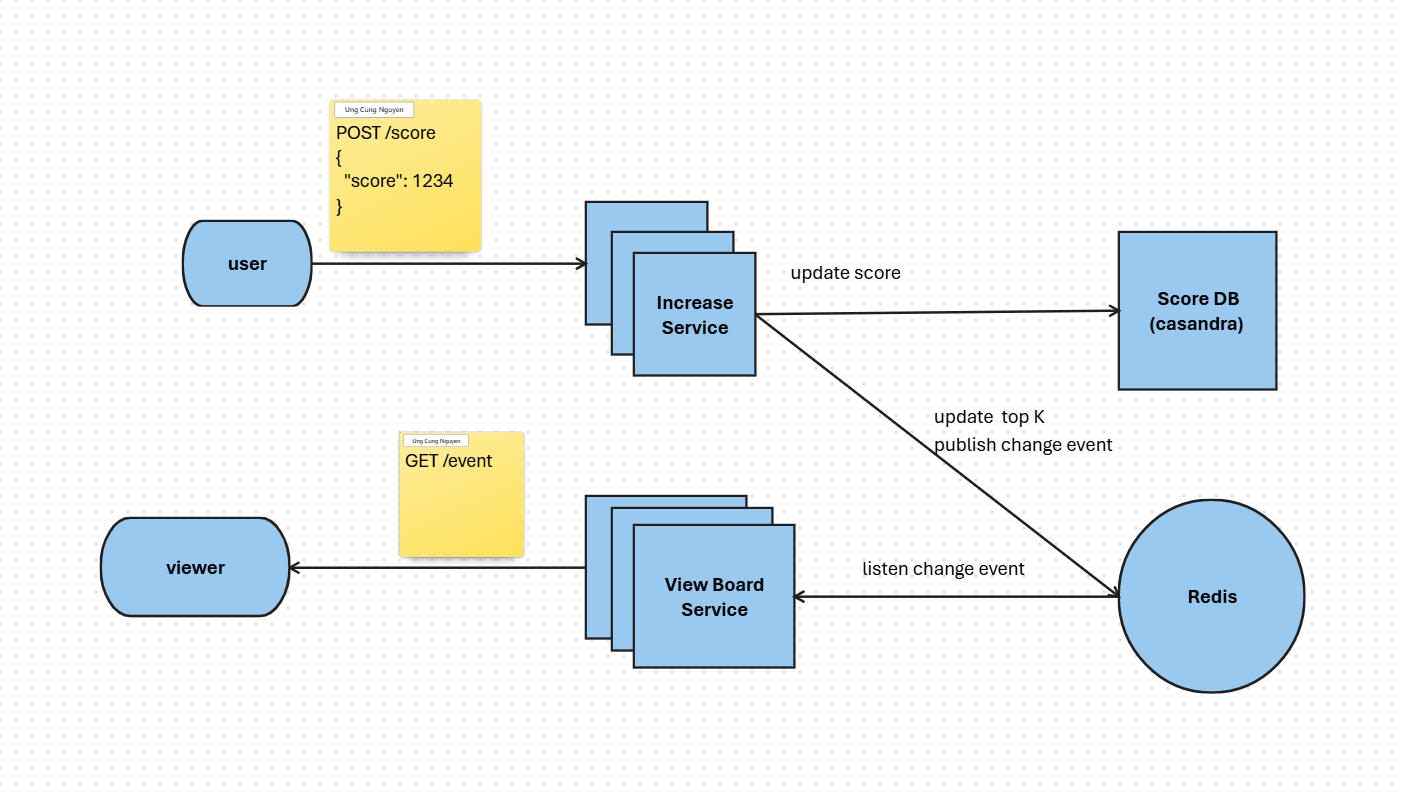 Ung Cung Nguyen
POST /score
{
"score": 1234
}
user
Increase
Service
update score
Score DB
(casandra)
update  top K
publish change event
Ung Cung Nguyen
GET /event
viewer
View Board
Service
listen change event
Redis